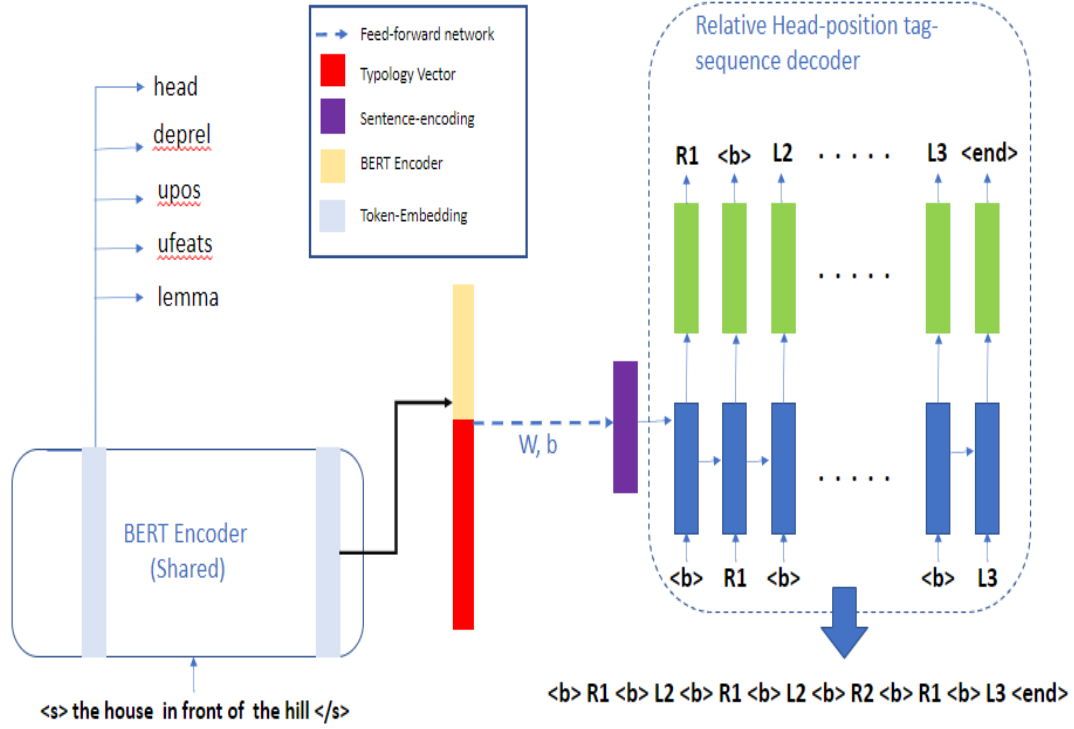 head
deprel
upos
ufeats
lemma
Feed-forward network
Typology Vector
Sentence-encoding
BERT Encoder
Token-Embedding
BERT Encoder
(Shared)
<s> the house in front of the hill </s>
W, b
Relative Head-position tag-
sequence decoder
R1 <b> L2 . . . . . L3 <end>
. . . . .
. . . . .
<b> R1 <b> <b> L3
<b> R1 <b> L2 <b> R1 <b> L2 <b> R2 <b> R1 <b> L3 <end>